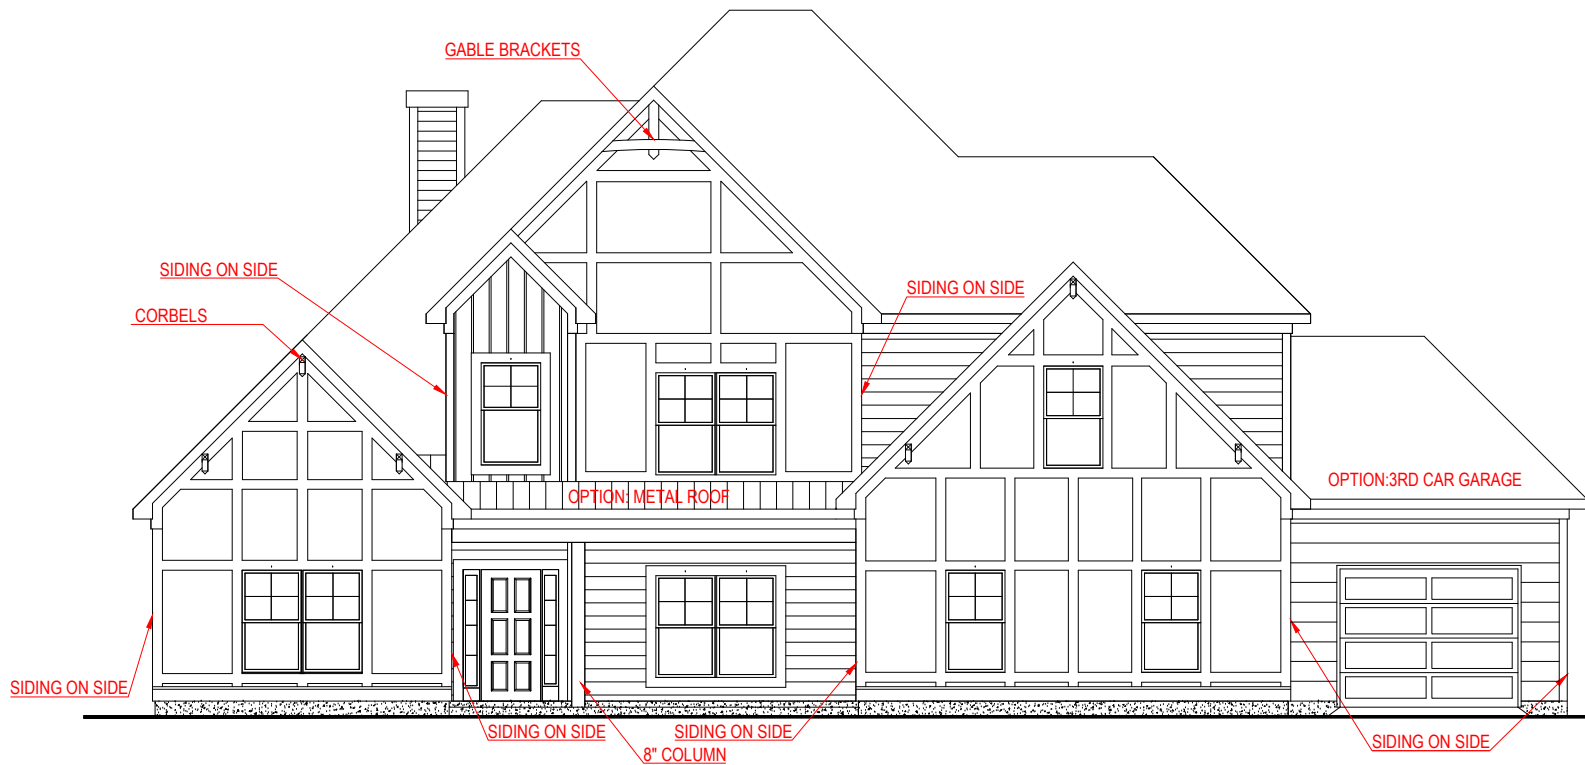 GABLE BRACKETS
SIDING ON SIDE
SIDING ON SIDE
CORBELS
OPTION:3RD CAR GARAGE
OPTION: METAL ROOF
SIDING ON SIDE
SIDING ON SIDE
SIDING ON SIDE
SIDING ON SIDE
8" COLUMN